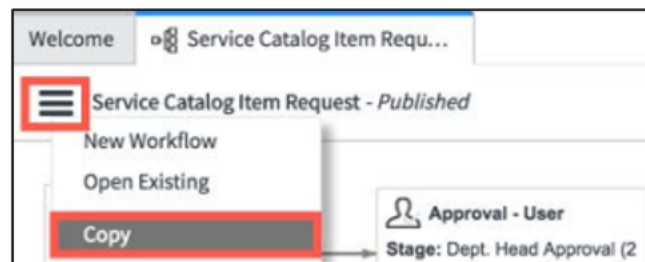 Welcome
Service Catalog Item Requ...
Service Catalog Item Request - Published
New Workflow
Open Existing
Copy
Approval - User
Stage: Dept. Head Approval (2